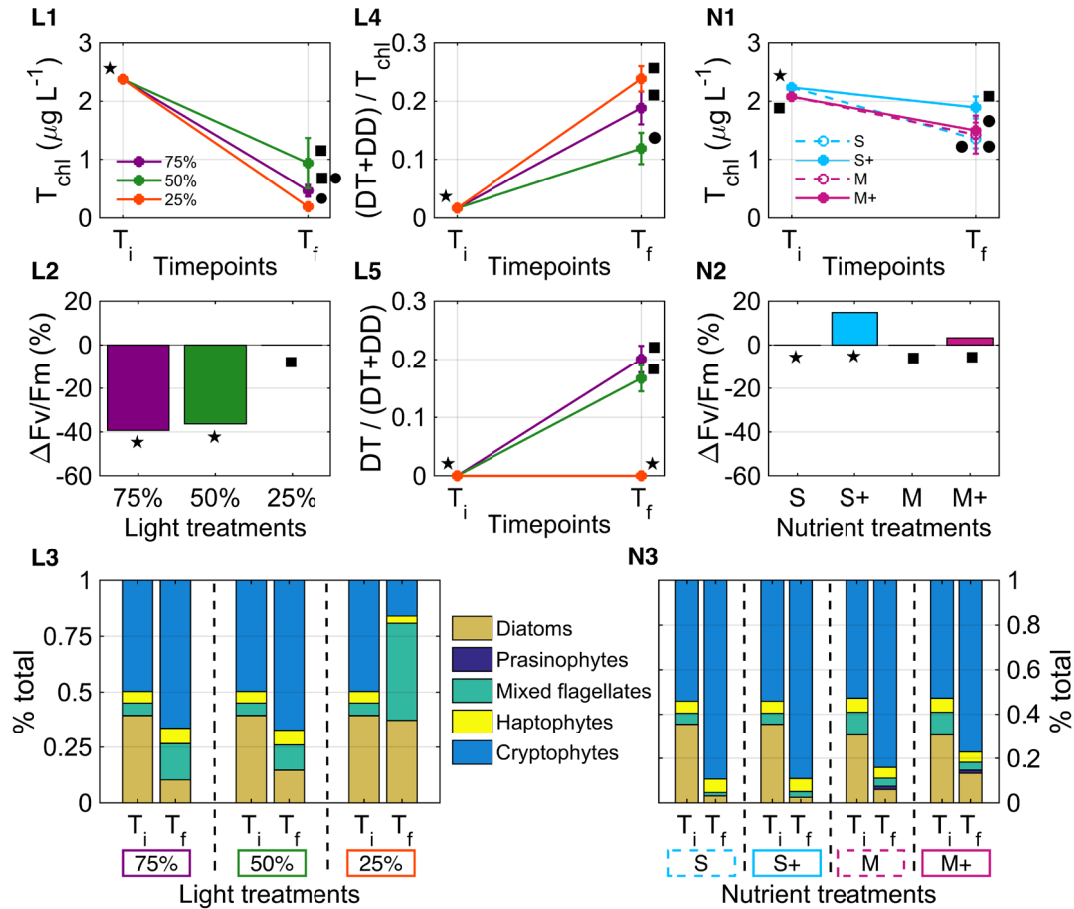 L1
3
2
1
0
T_chl (μg L⁻¹)
75%
50%
25%
T_i
T_f
Timepoints
L4
0.3
0.2
0.1
0
(DT+DD) / T_chl
T_i
T_f
Timepoints
N1
3
2
1
0
T_chl (μg L⁻¹)
S
S+
M
M+
T_i
T_f
Timepoints
L2
20
0
-20
-40
-60
ΔFv/Fm (%)
75%
50%
25%
Light treatments
L5
0.3
0.2
0.1
0
DT / (DT+DD)
T_i
T_f
Timepoints
N2
20
0
-20
-40
-60
ΔFv/Fm (%)
S
S+
M
M+
Nutrient treatments
L3
1
0.75
0.5
0.25
0
% total
T_i T_f
T_i T_f
T_i T_f
75%
50%
25%
Light treatments
Diatoms
Prasinophytes
Mixed flagellates
Haptophytes
Cryptophytes
N3
1
0.8
0.6
0.4
0.2
0
% total
T_i T_f
T_i T_f
T_i T_f
T_i T_f
S
S+
M
M+
Nutrient treatments